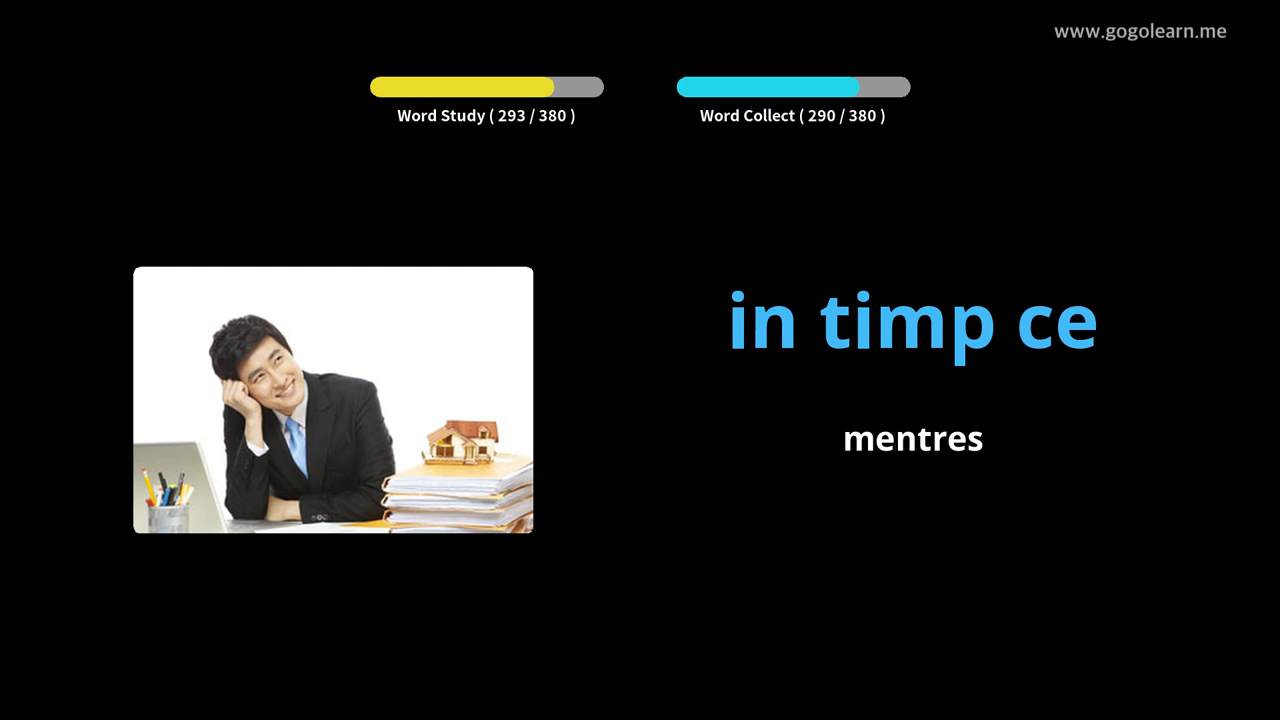 www.gogolearn.me
Word Study ( 293 / 380 )
Word Collect ( 290 / 380 )
in timp ce
mentres